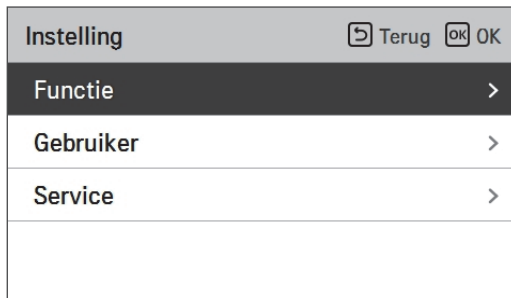 Instelling Terug OK OK
Functie >
Gebruiker >
Service >